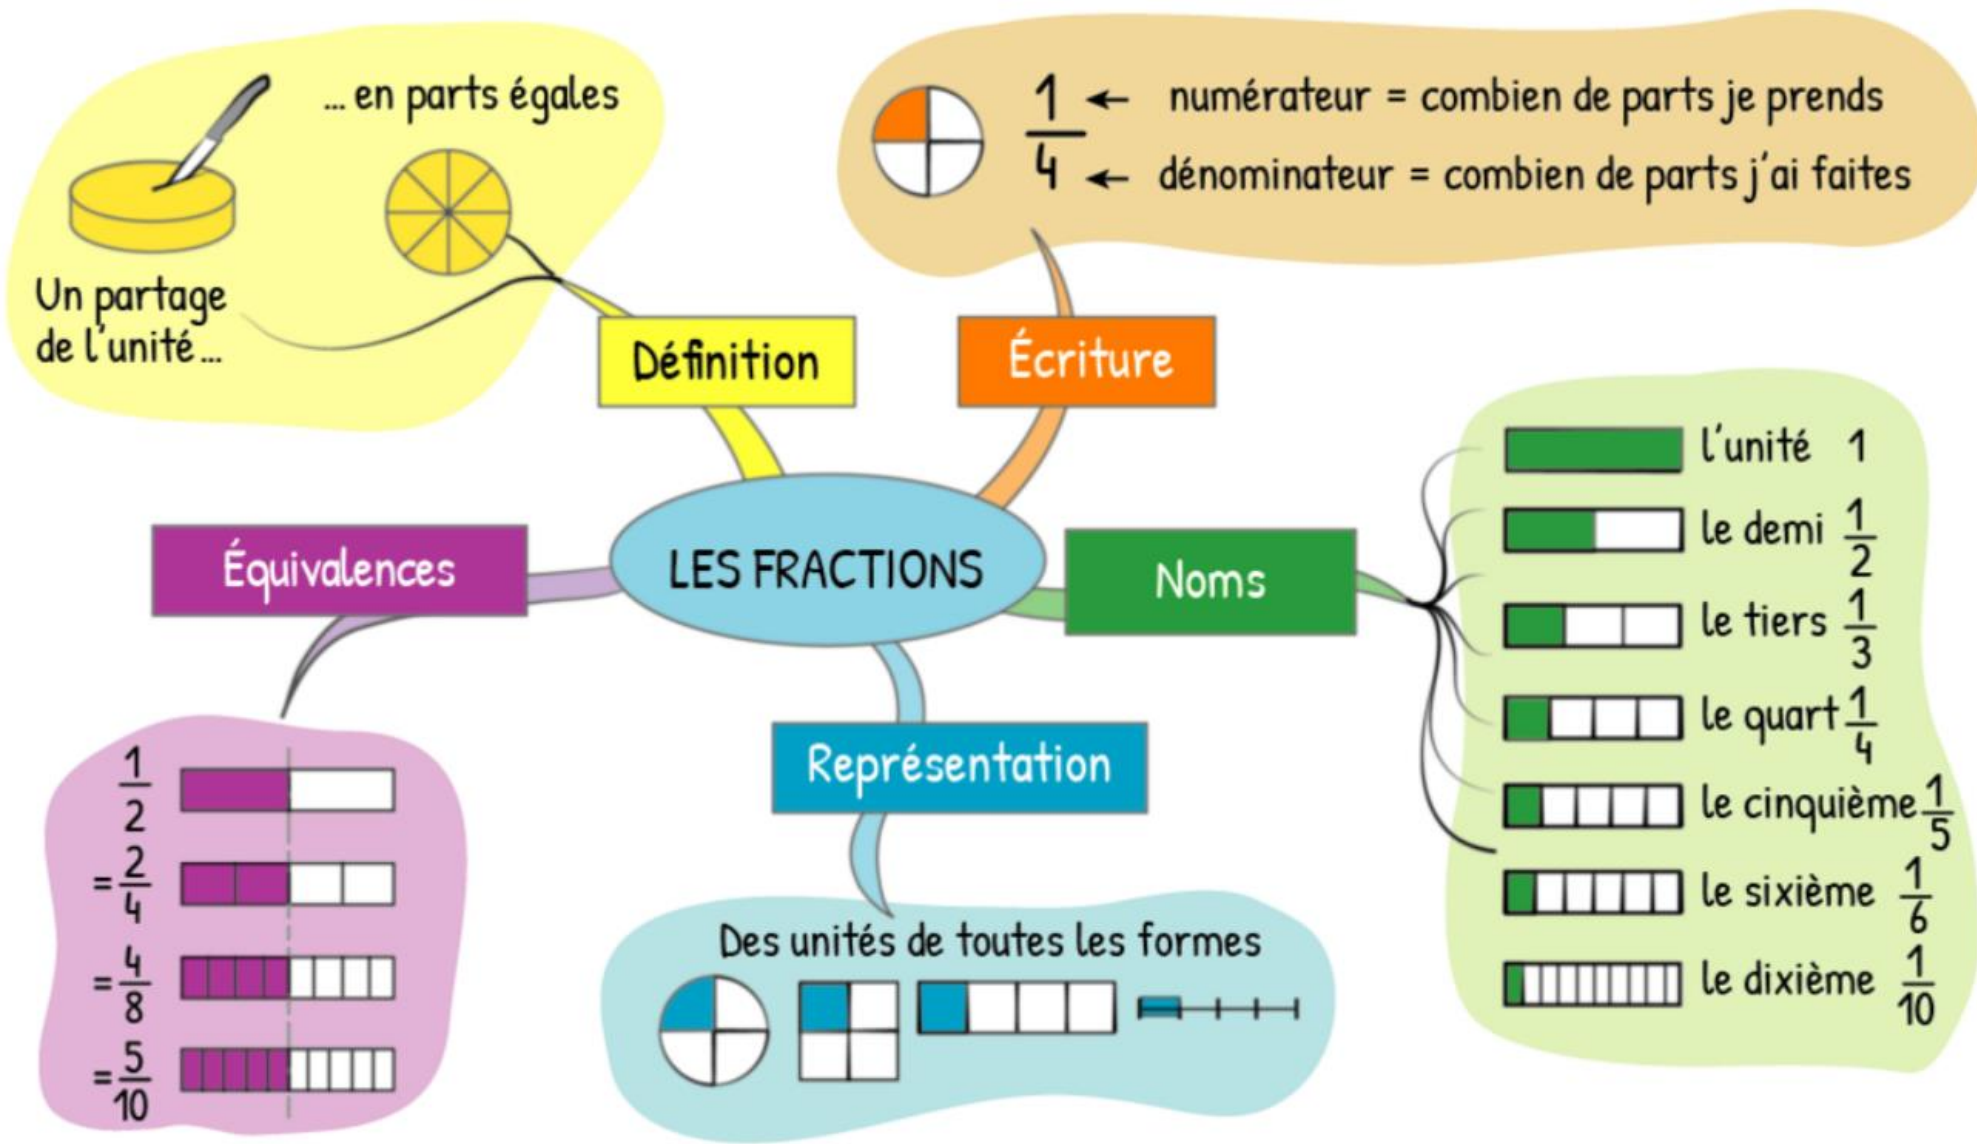 ... en parts égales
Un partage
de l'unité...
Définition
1 ← numérateur = combien de parts je prends
4 ← dénominateur = combien de parts j'ai faites
Écriture
LES FRACTIONS
Équivalences
1
2
= 2
4
= 4
8
= 5
10
Noms
l'unité 1
le demi 1
2
le tiers 1
3
le quart 1
4
le cinquième 1
5
le sixième 1
6
le dixième 1
10
Représentation
Des unités de toutes les formes